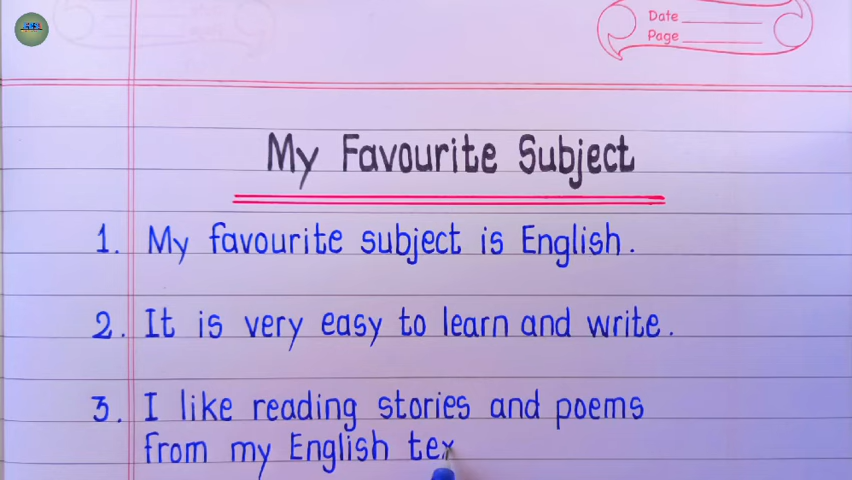 Date
Page
My Favourite Subject
1. My favourite subject is English.
2. It is very easy to learn and write.
3. I like reading stories and poems
from my English tex